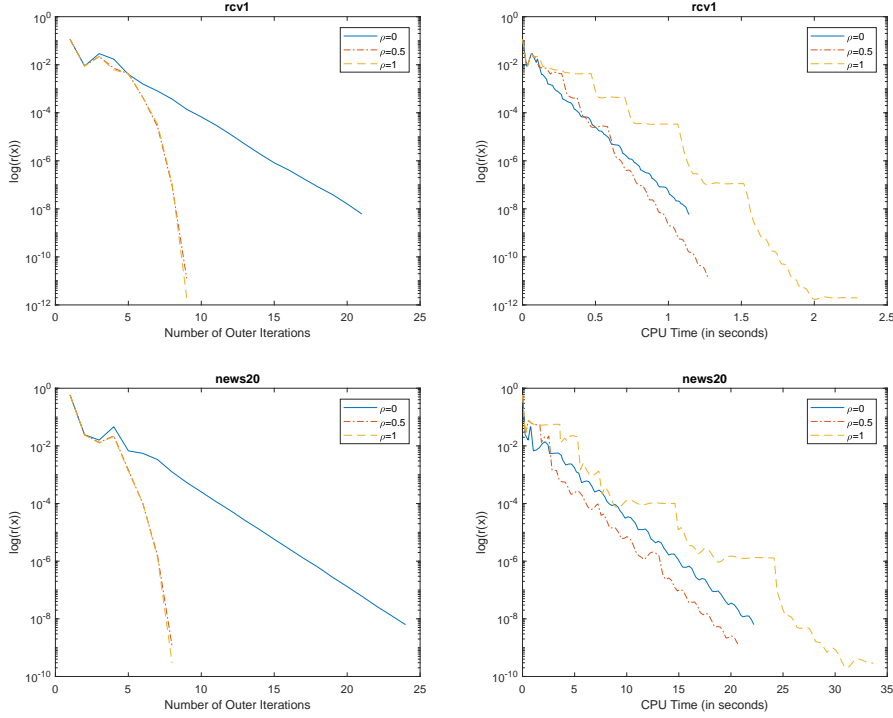 rcv1
log(r(x))
10^0
10^-2
10^-4
10^-6
10^-8
10^-10
10^-12
ρ=0
ρ=0.5
ρ=1
0 5 10 15 20 25
Number of Outer Iterations
rcv1
log(r(x))
10^0
10^-2
10^-4
10^-6
10^-8
10^-10
10^-12
ρ=0
ρ=0.5
ρ=1
0 0.5 1 1.5 2 2.5
CPU Time (in seconds)
news20
log(r(x))
10^0
10^-2
10^-4
10^-6
10^-8
10^-10
ρ=0
ρ=0.5
ρ=1
0 5 10 15 20 25
Number of Outer Iterations
news20
log(r(x))
10^0
10^-2
10^-4
10^-6
10^-8
10^-10
ρ=0
ρ=0.5
ρ=1
0 5 10 15 20 25 30 35
CPU Time (in seconds)